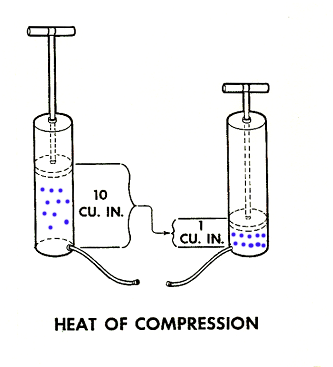 10
CU. IN.
1
CU. IN.
HEAT OF COMPRESSION